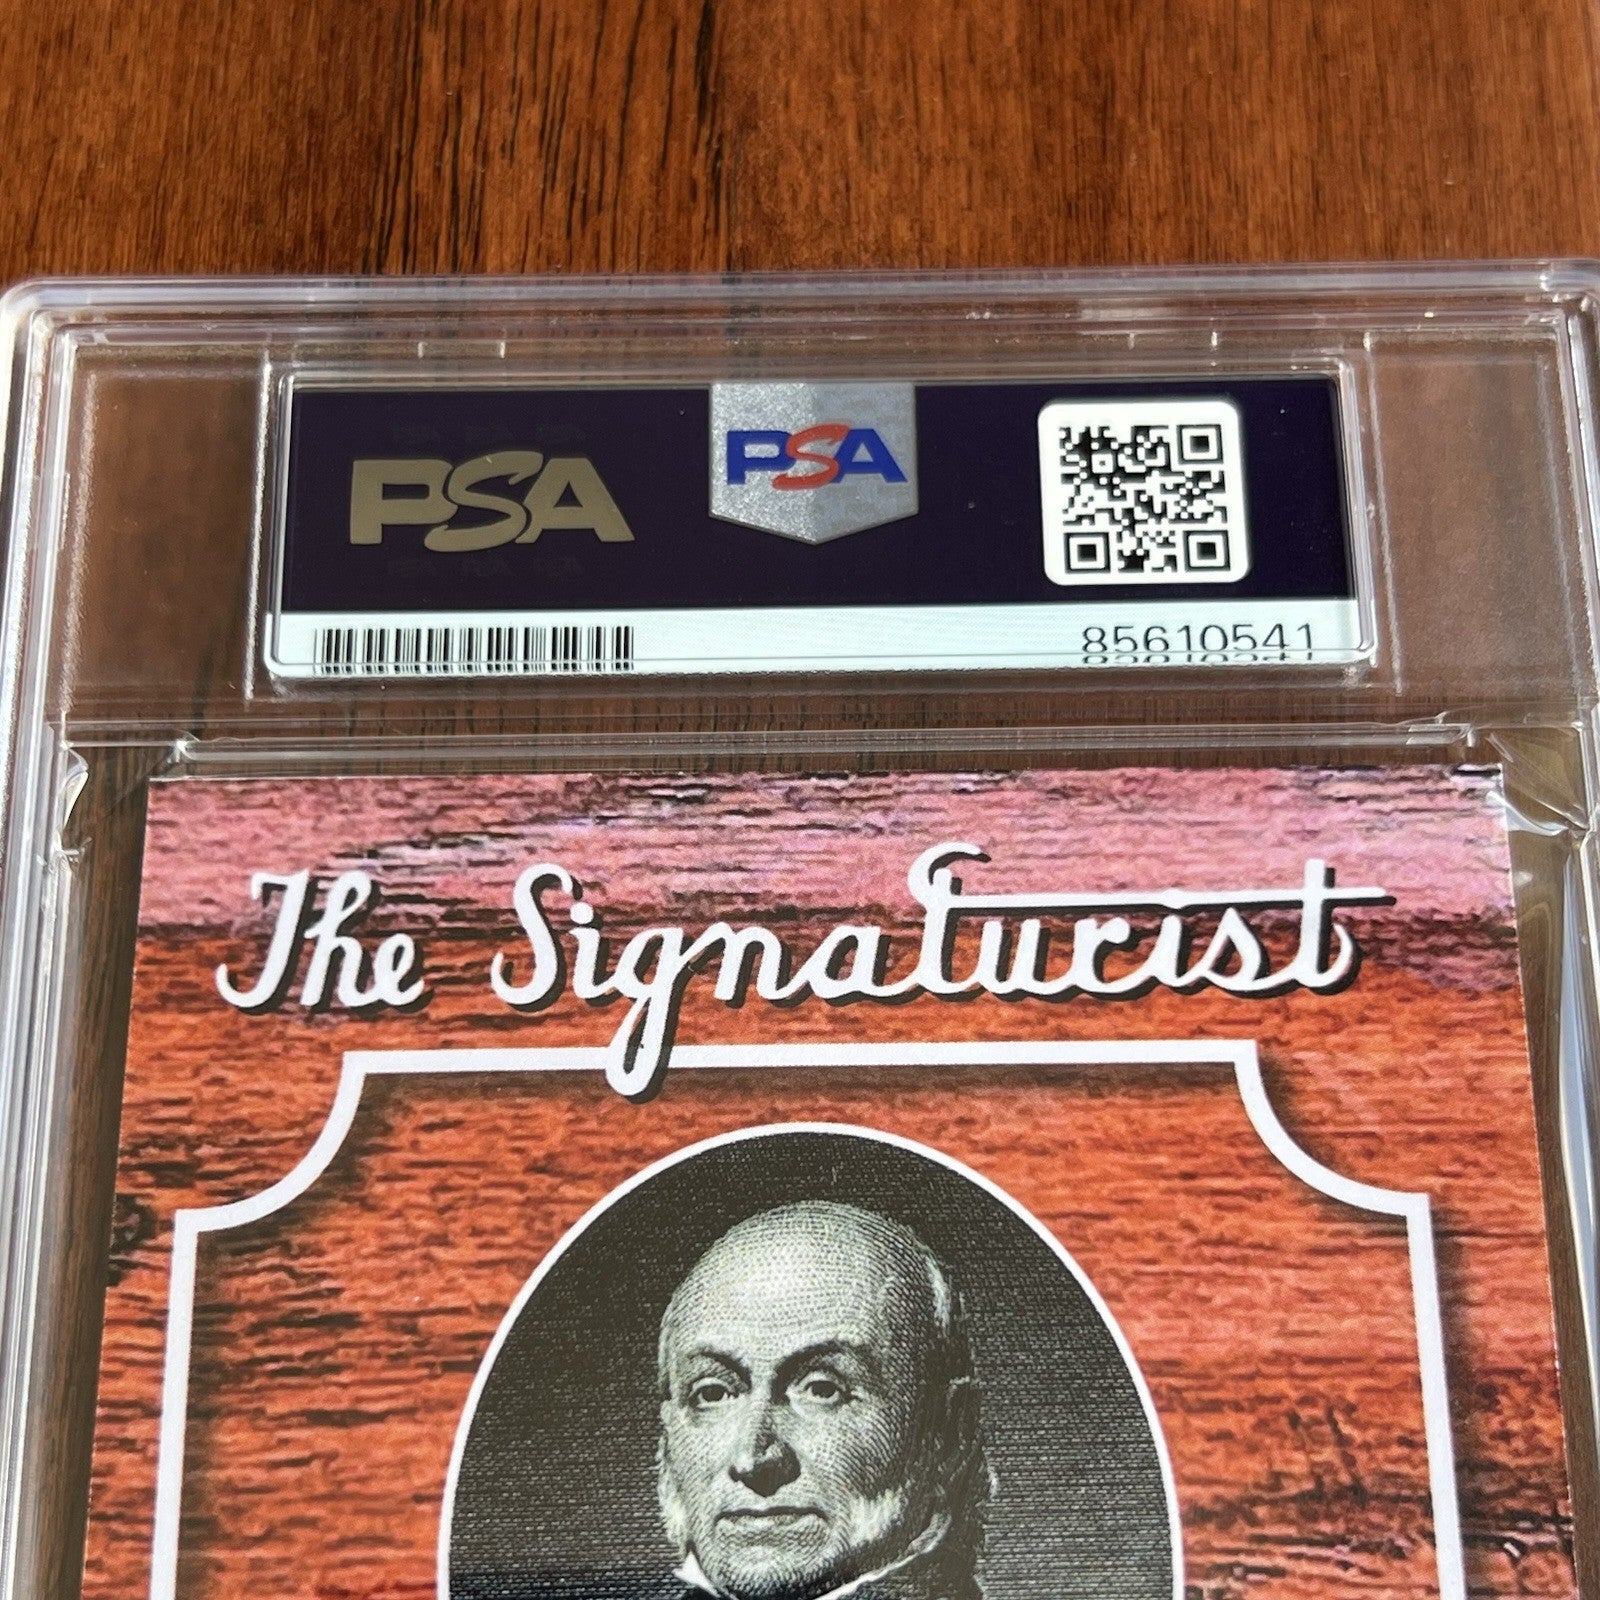 PSA
PSA
85610541
The Signaturist